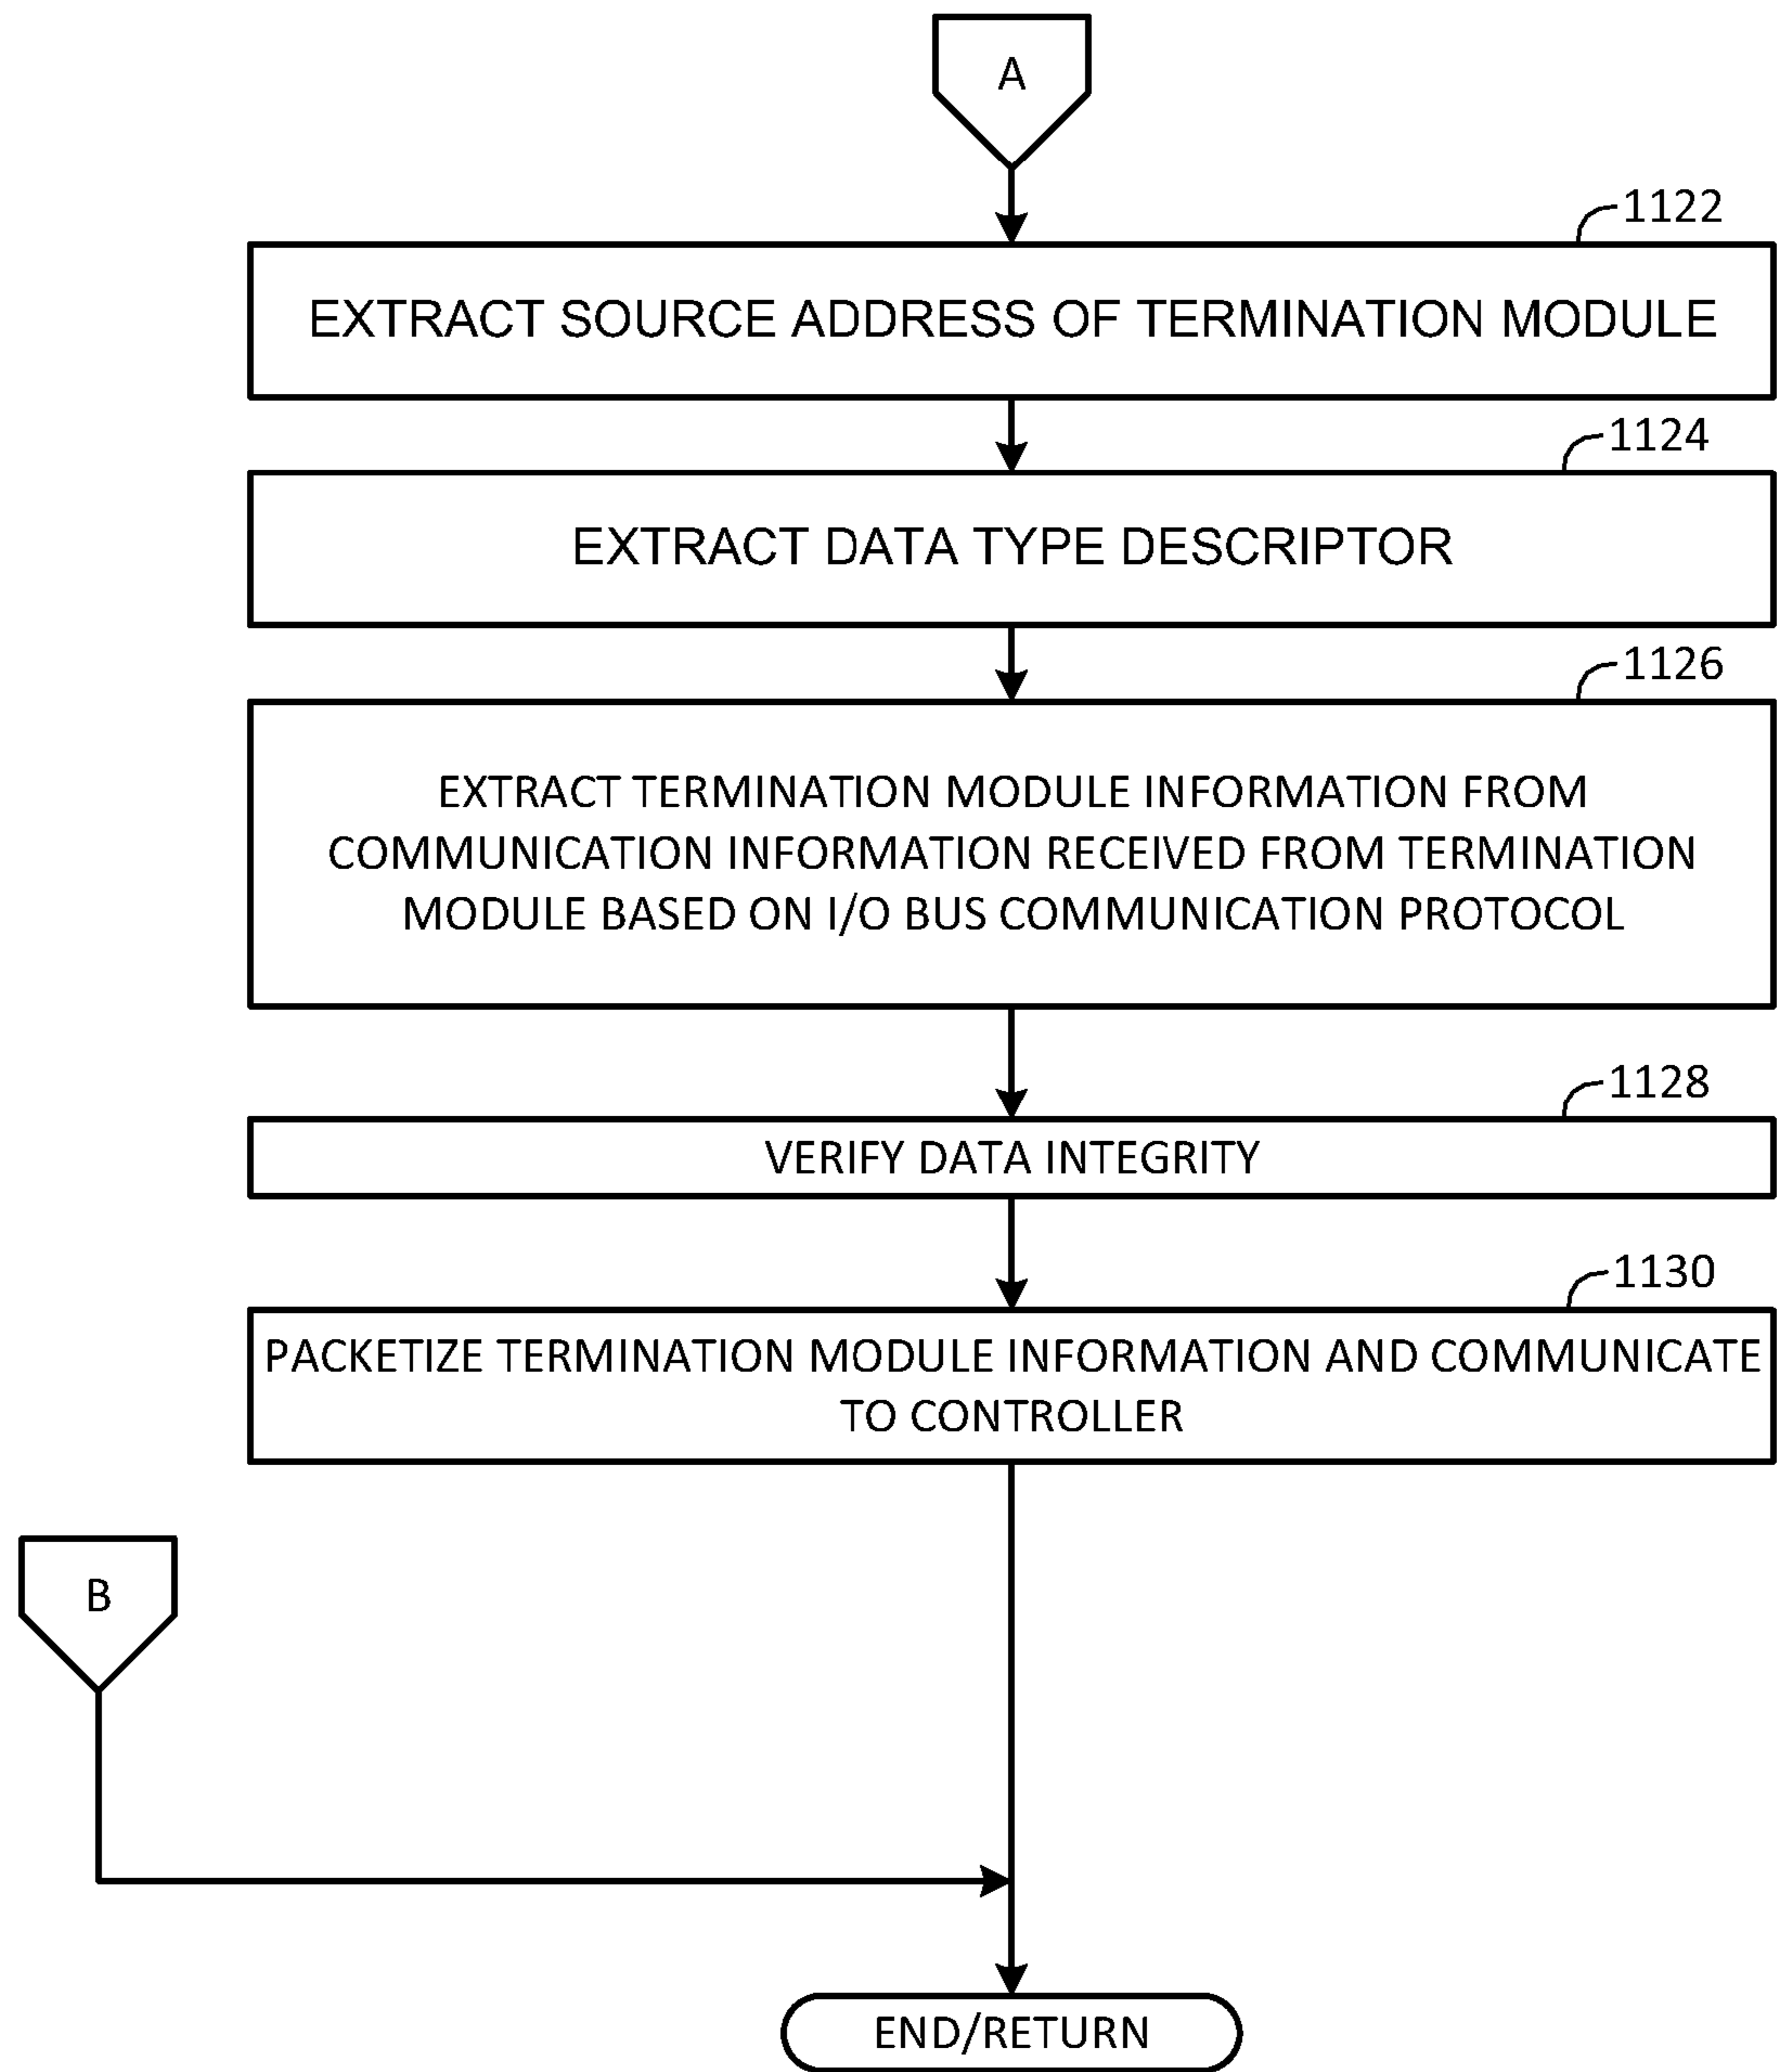 A
1122
EXTRACT SOURCE ADDRESS OF TERMINATION MODULE
1124
EXTRACT DATA TYPE DESCRIPTOR
1126
EXTRACT TERMINATION MODULE INFORMATION FROM
COMMUNICATION INFORMATION RECEIVED FROM TERMINATION
MODULE BASED ON I/O BUS COMMUNICATION PROTOCOL
1128
VERIFY DATA INTEGRITY
1130
PACKETIZE TERMINATION MODULE INFORMATION AND COMMUNICATE
TO CONTROLLER
B
END/RETURN